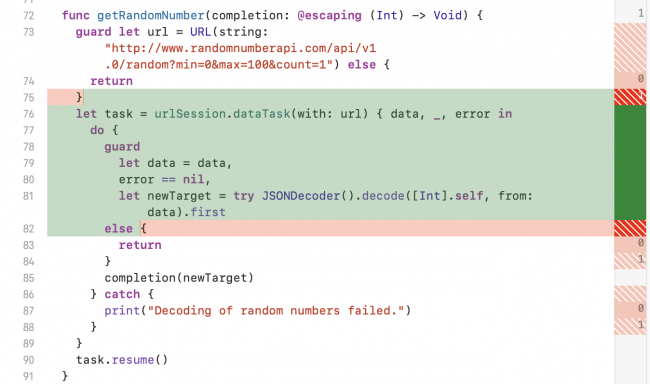 72 func getRandomNumber(completion: @escaping (Int) -> Void) { 1
73 guard let url = URL(string:
"http://www.randomnumberapi.com/api/v1
.0/random?min=0&max=100&count=1") else {
74 return 0
75 }
76 let task = urlSession.dataTask(with: url) { data, _, error in
77 do {
78 guard
79 let data = data,
80 error == nil,
81 let newTarget = try JSONDecoder().decode([Int].self, from:
data).first
82 else {
83 return 0
84 } 1
85 completion(newTarget)
86 } catch {
87 print("Decoding of random numbers failed.") 0
88 } 1
89 }
90 task.resume()
91 }